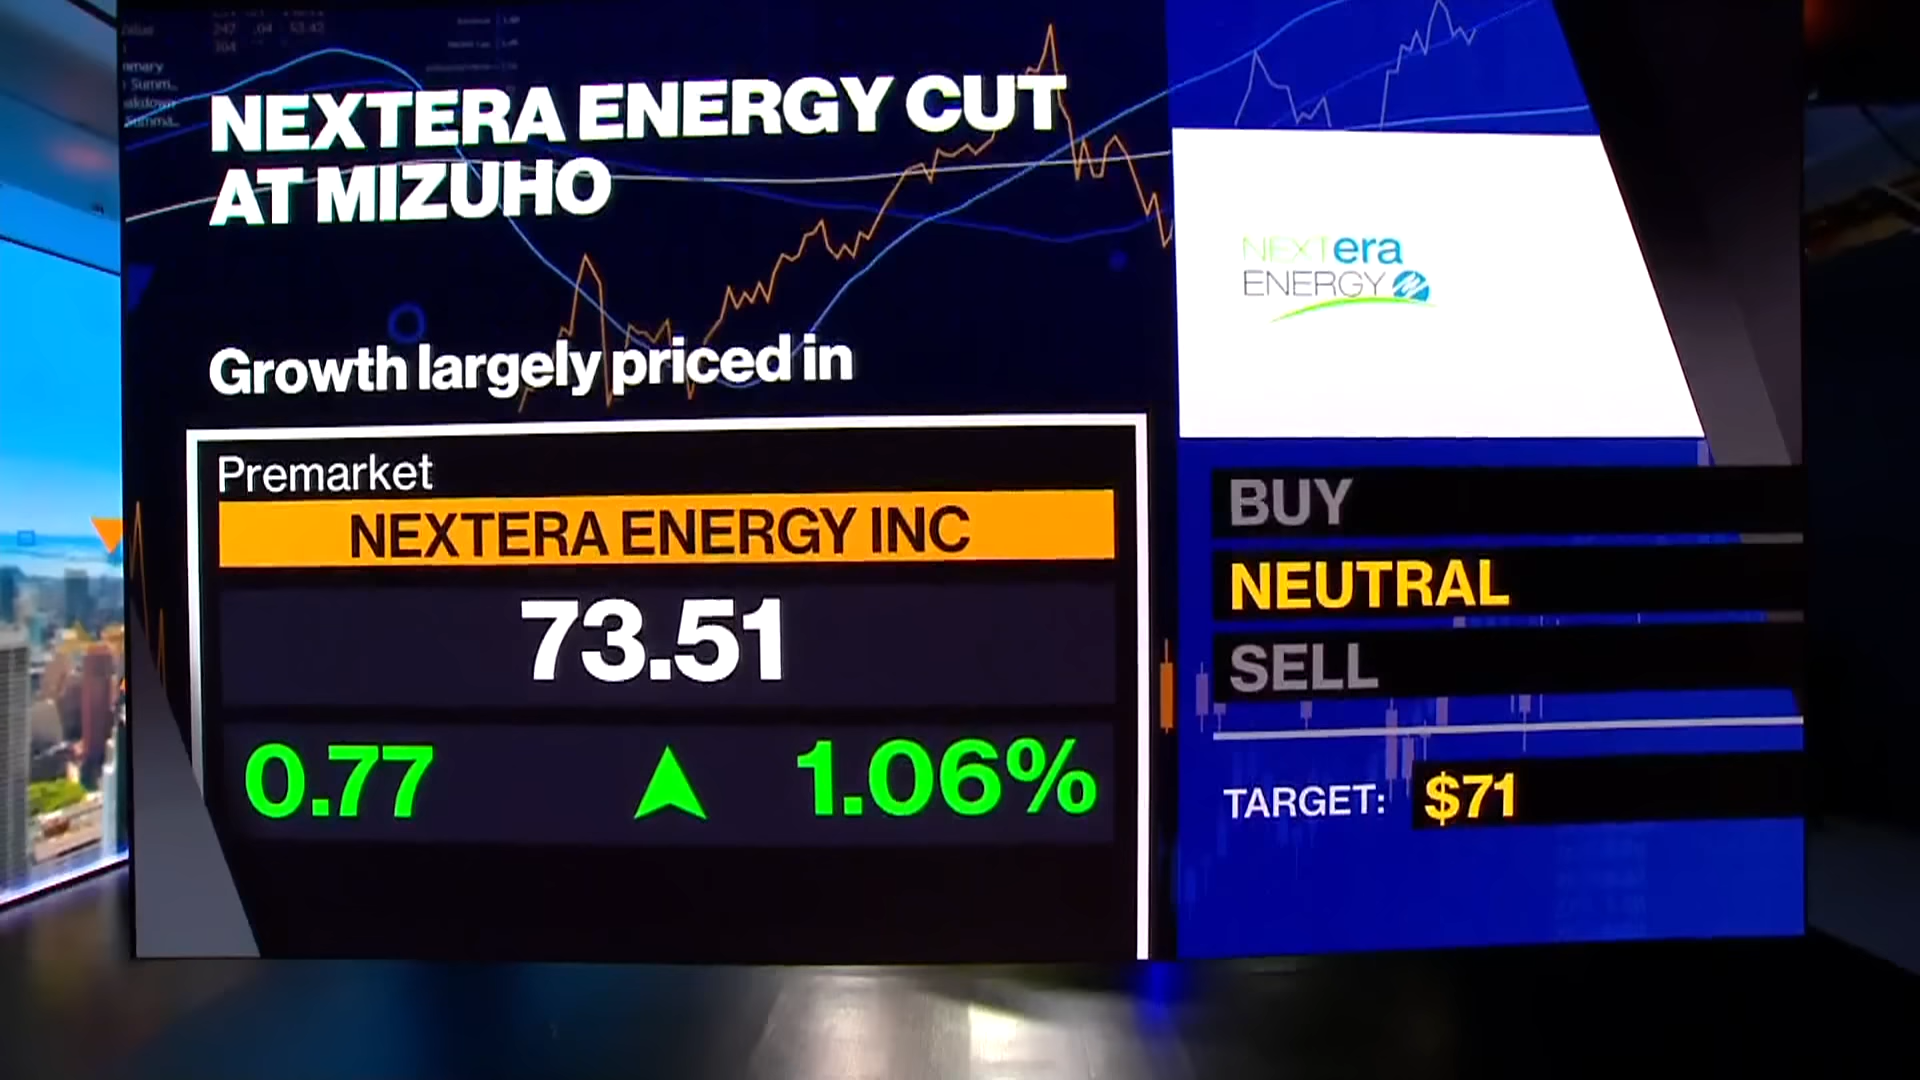 NEXTERA ENERGY CUT
AT MIZUHO
Growth largely priced in
Premarket
NEXTERA ENERGY INC
73.51
0.77 ▲ 1.06%
NEXTera
ENERGY
BUY
NEUTRAL
SELL
TARGET: $71